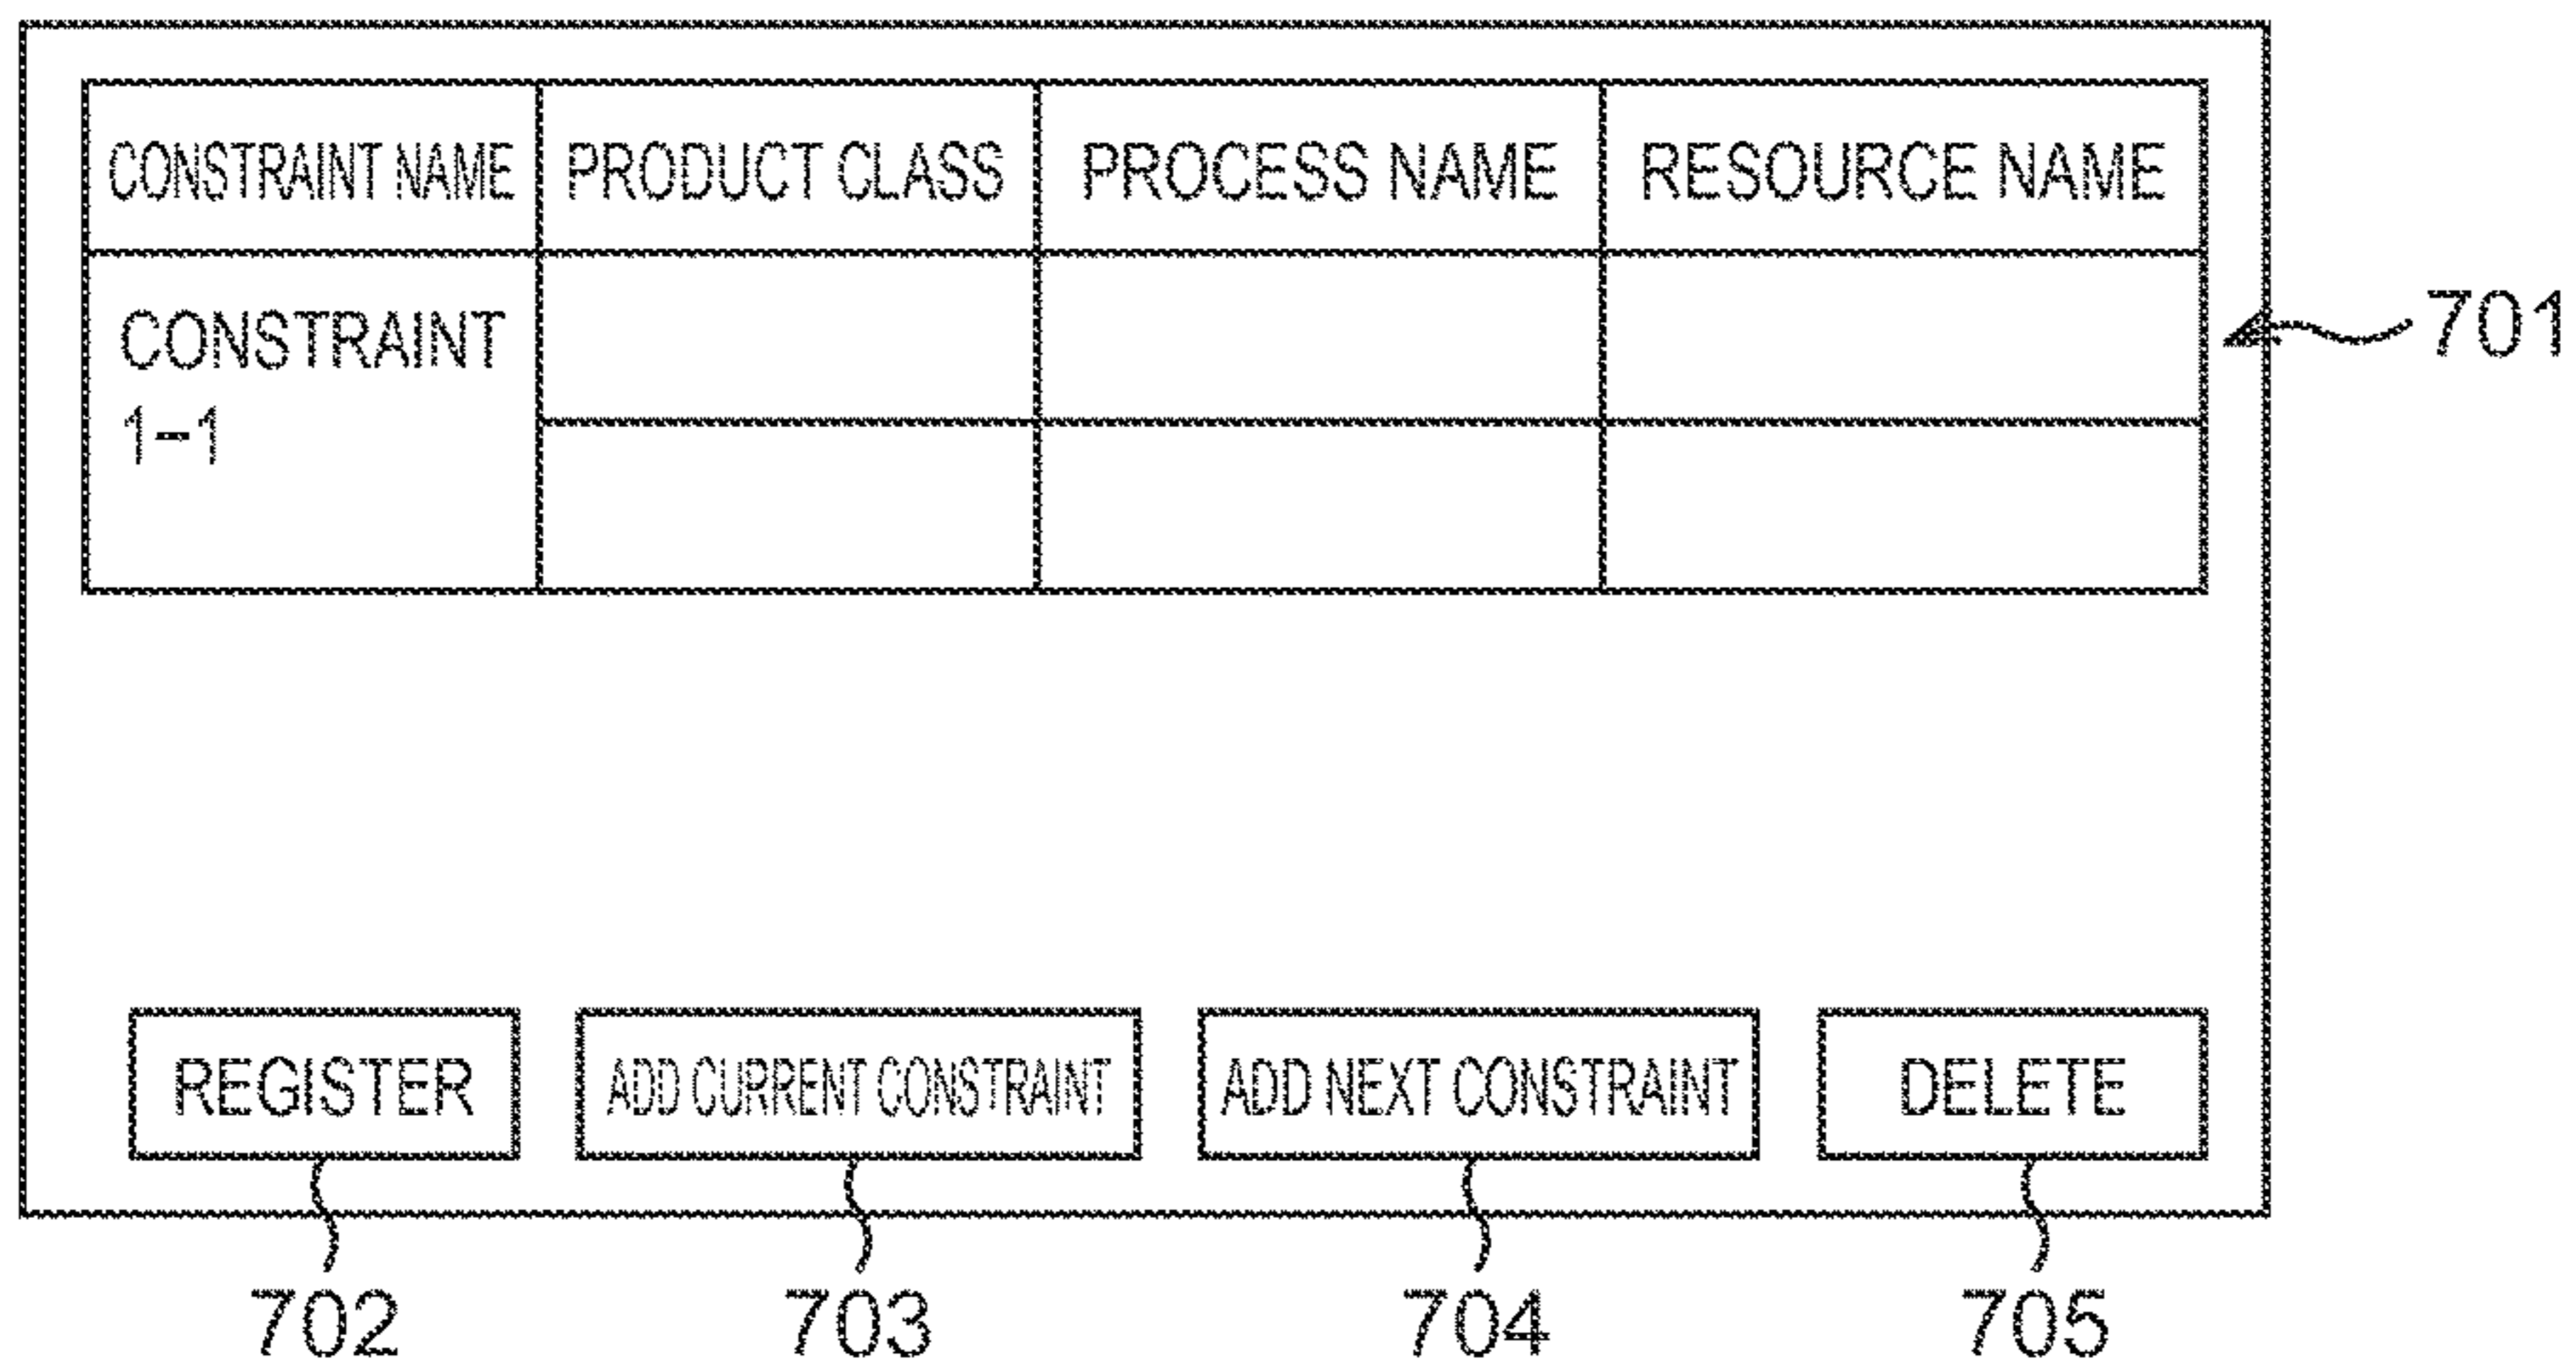 CONSTRAINT NAME PRODUCT CLASS PROCESS NAME RESOURCE NAME
CONSTRAINT
1-1
701
REGISTER ADD CURRENT CONSTRAINT ADD NEXT CONSTRAINT DELETE
702 703 704 705